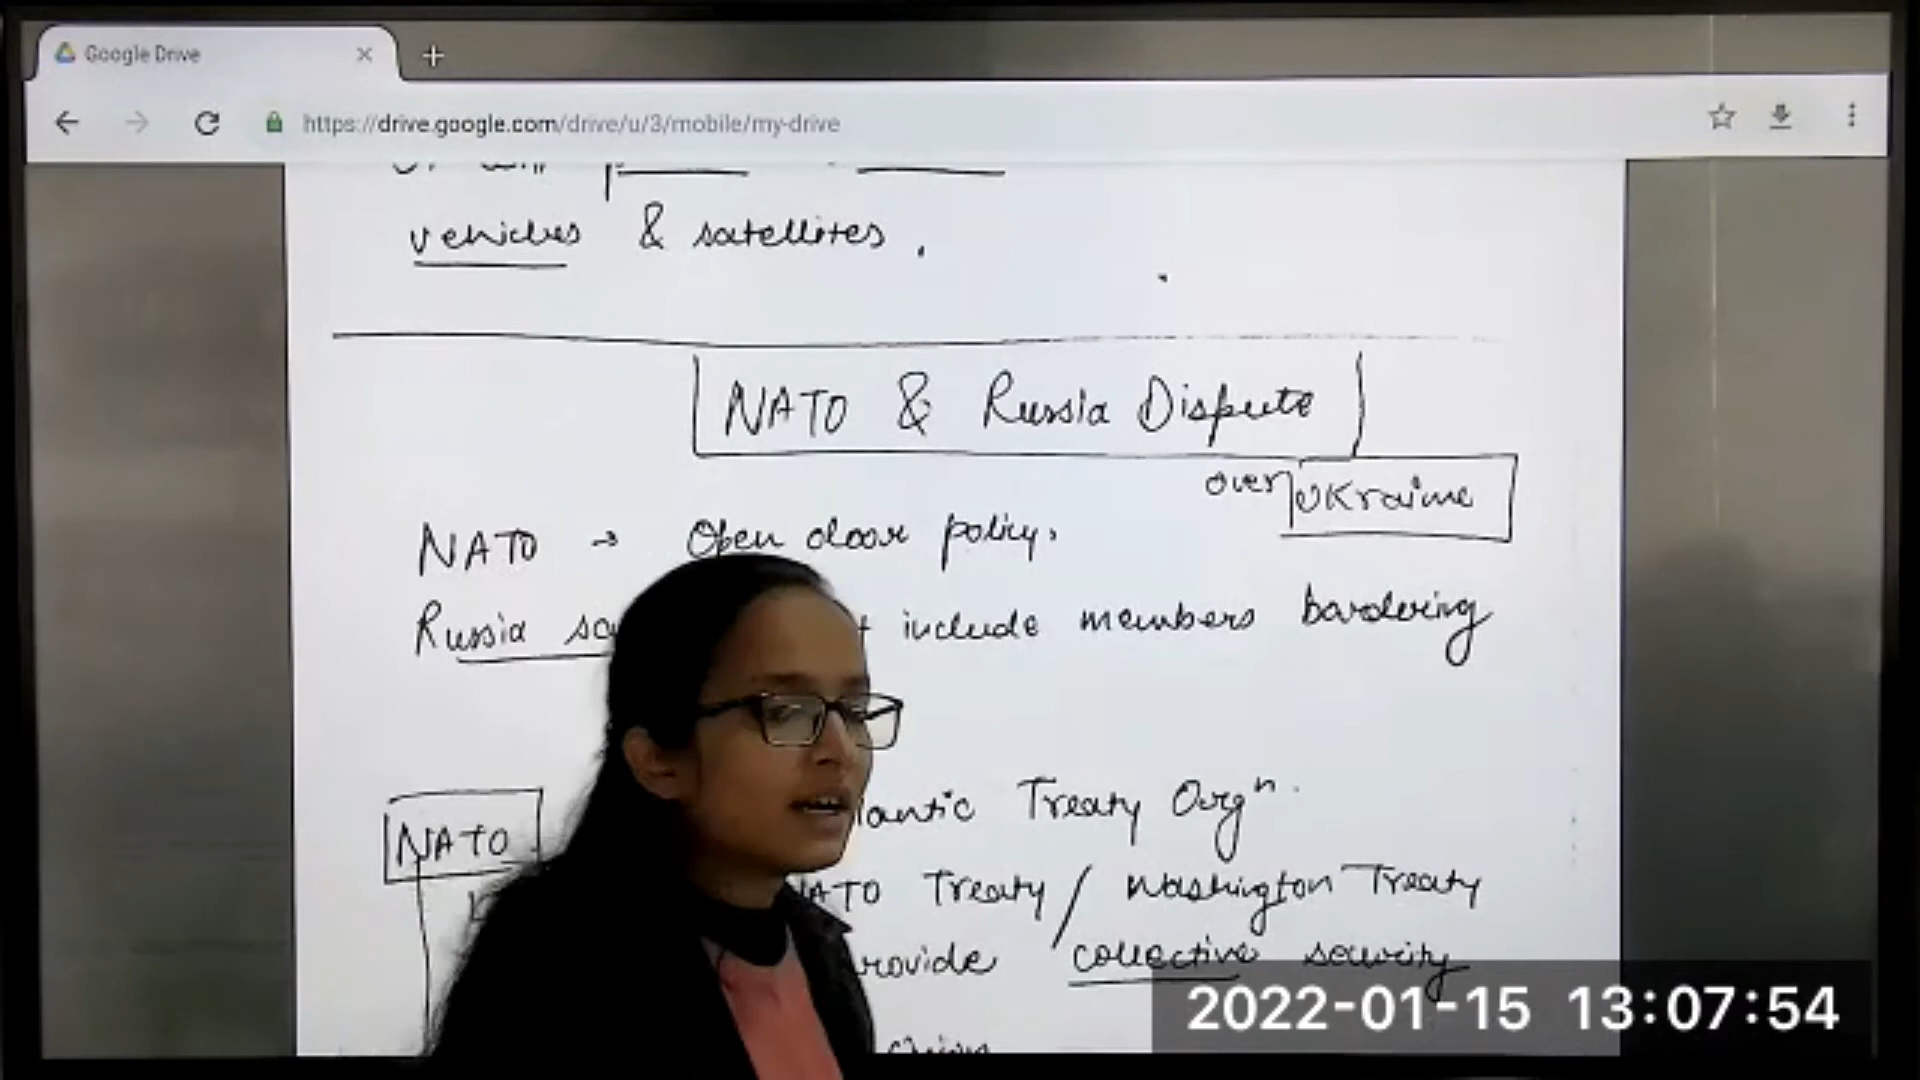 Google Drive
https://drive.google.com/drive/u/3/mobile/my-drive
vehicles & satellites.
NATO & Russia Dispute
over Ukraine
NATO → Open door policy.
Russia include members bordering
NATO lantic Treaty Orgn.
NATO Treaty / Washington Treaty
rovide collective security
2022-01-15 13:07:54